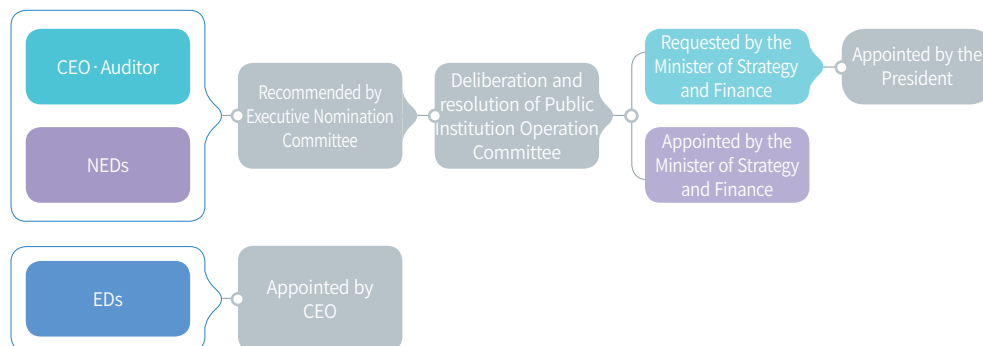 CEO·Auditor
NEDs
Recommended by
Executive Nomination
Committee
Deliberation and
resolution of Public
Institution Operation
Committee
Requested by the
Minister of Strategy
and Finance
Appointed by the
President
Appointed by the
Minister of Strategy
and Finance
EDs
Appointed by
CEO